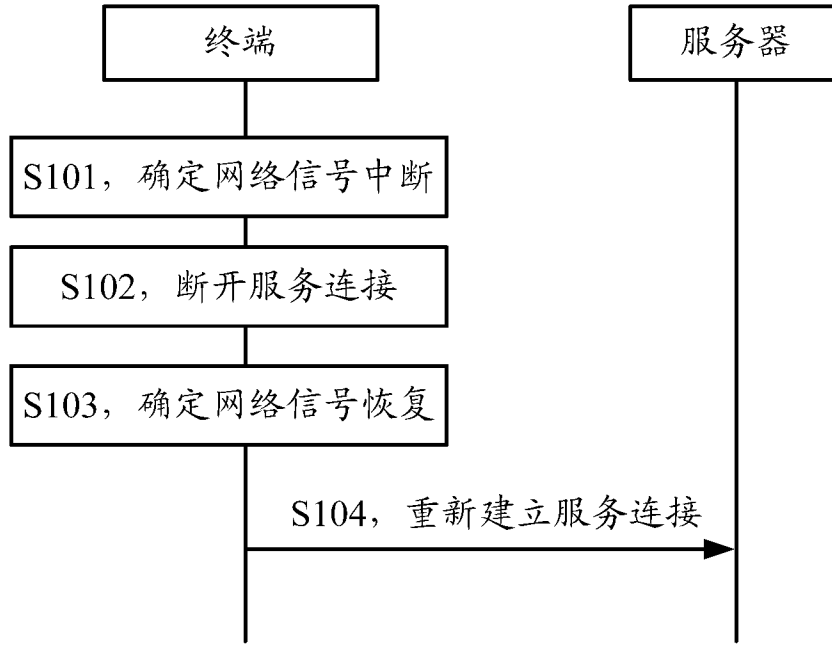 终端
服务器
S101，确定网络信号中断
S102，断开服务连接
S103，确定网络信号恢复
S104，重新建立服务连接